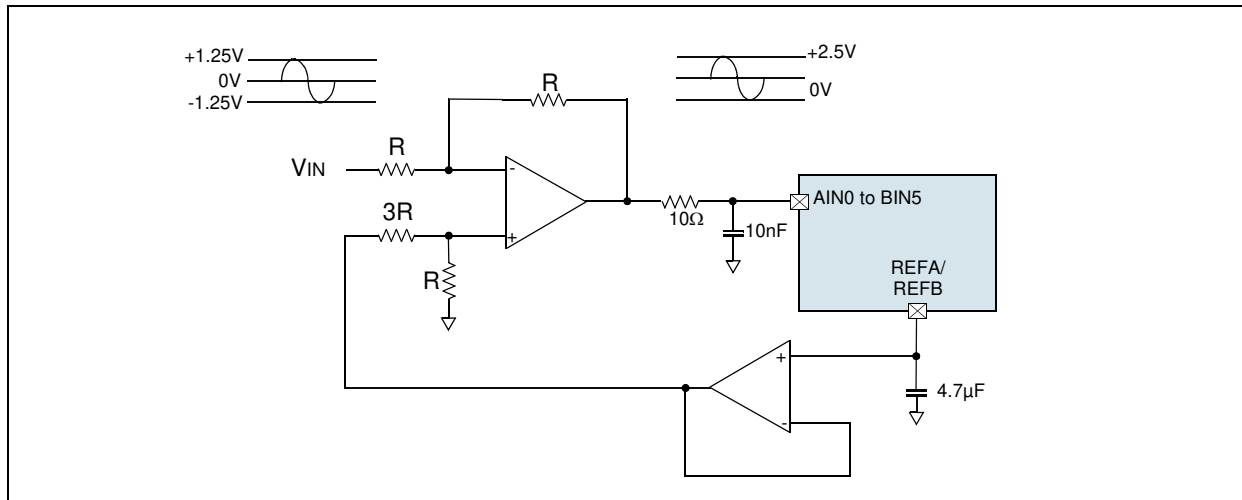 +1.25V
0V
-1.25V
+2.5V
0V
R
R
VIN
-
3R
+
R
10Ω
10nF
AIN0 to BIN5
REFA/
REFB
+
-
4.7µF